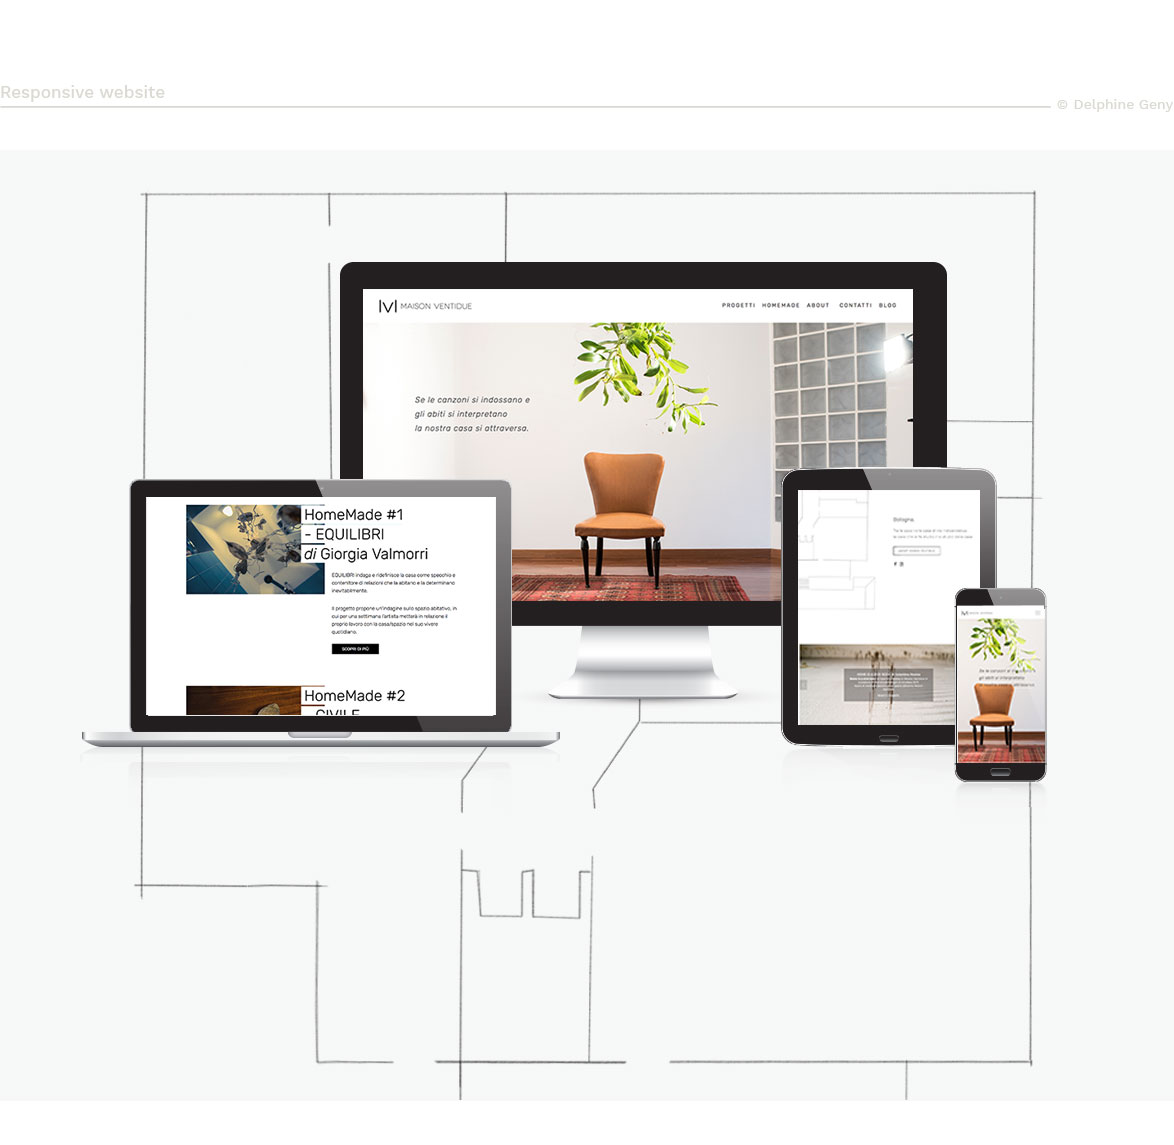 Responsive website
© Delphine Geny
|V| MAISON VENTIDUE
PROGETTI HOMEMADE ABOUT CONTATTI BLOG
Se le canzoni si indossano e
gli abiti si interpretano
la nostra casa si attraversa.
HomeMade #1
- EQUILIBRI
di Giorgia Valmorri
EQUILIBRI indaga e ridefinisce la casa come specchio e
contenitore di relazioni che la abitano e la determinano
inevitabilmente.
Il progetto propone un'indagine sullo spazio abitativo, in
cui per una settimana l'artista metterà in relazione il
proprio lavoro con la casa/spazio nel suo vivere
quotidiano.
SCOPRI DI PIÙ
HomeMade #2
- CIVILE
Bologna.
Se le canzoni si indossano e
gli abiti si interpretano